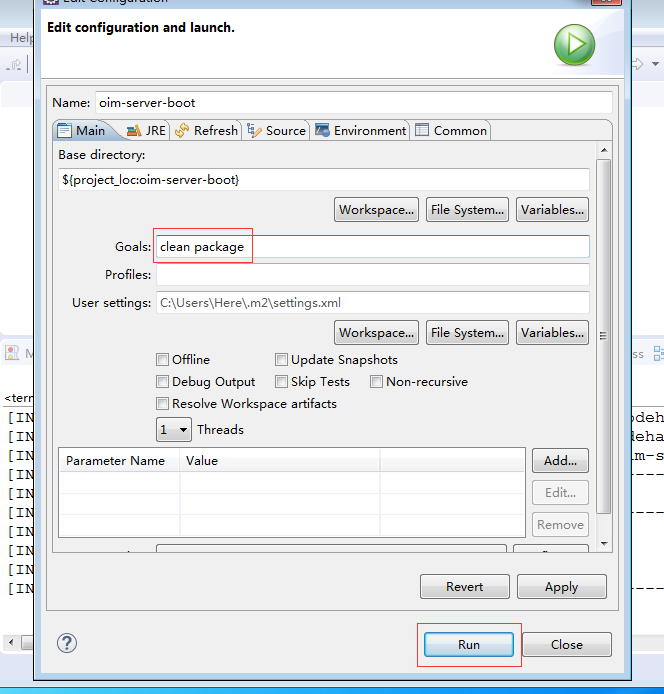 Edit Configuration
Edit configuration and launch.
Help
Name: oim-server-boot
Main JRE Refresh Source Environment Common
Base directory:
${project_loc:oim-server-boot}
Workspace... File System... Variables...
Goals: clean package
Profiles:
User settings: C:\Users\Here\.m2\settings.xml
Workspace... File System... Variables...
Offline Update Snapshots
Debug Output Skip Tests Non-recursive
Resolve Workspace artifacts
1 Threads
Parameter Name Value Add...
Edit...
Remove
Revert Apply
Run Close
M
ss
<terr
[IN odeha
[IN deha
[IN im-s
[IN ----
[IN
[IN ----
[IN
[IN
[IN
[IN ----